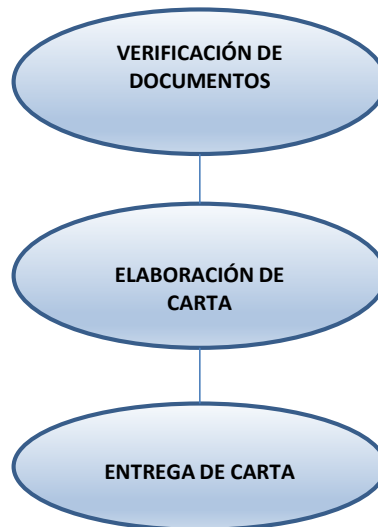 VERIFICACIÓN DE
DOCUMENTOS
ELABORACIÓN DE
CARTA
ENTREGA DE CARTA